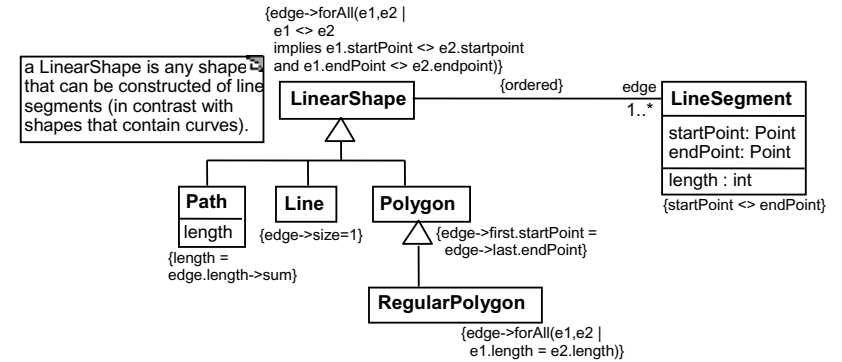 {edge->forAll(e1,e2 |
e1 <> e2
implies e1.startPoint <> e2.startpoint
and e1.endPoint <> e2.endpoint)}
a LinearShape is any shape
that can be constructed of line
segments (in contrast with
shapes that contain curves).
LinearShape
{ordered}
edge
1..*
LineSegment
startPoint: Point
endPoint: Point
length : int
{startPoint <> endPoint}
Path
length
{length =
edge.length->sum}
Line
{edge->size=1}
Polygon
{edge->first.startPoint =
edge->last.endPoint}
RegularPolygon
{edge->forAll(e1,e2 |
e1.length = e2.length)}